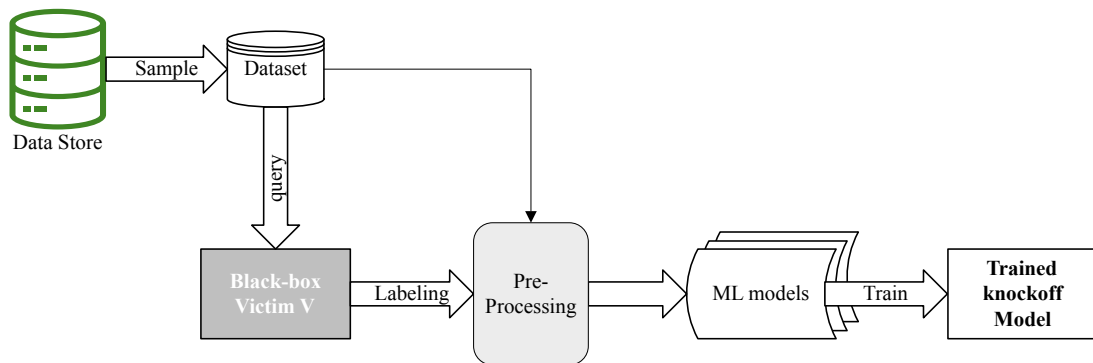 Sample
Dataset
Data Store
query
Black-box
Victim V
Labeling
Pre-
Processing
ML models
Train
Trained
knockoff
Model